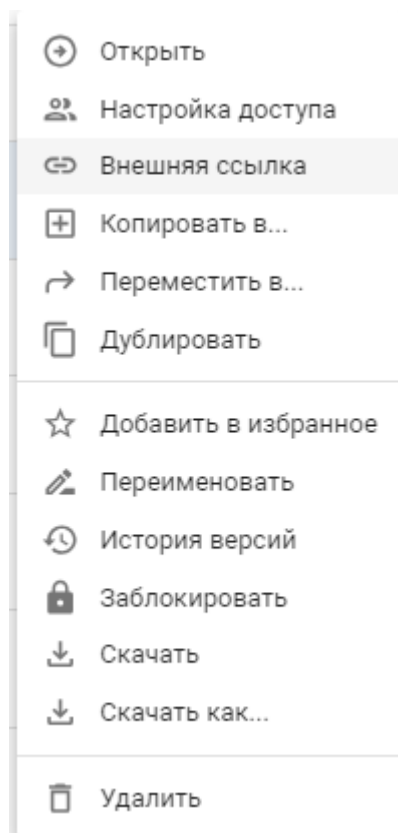 Открыть
Настройка доступа
Внешняя ссылка
Копировать в...
Переместить в...
Дублировать
Добавить в избранное
Переименовать
История версий
Заблокировать
Скачать
Скачать как...
Удалить